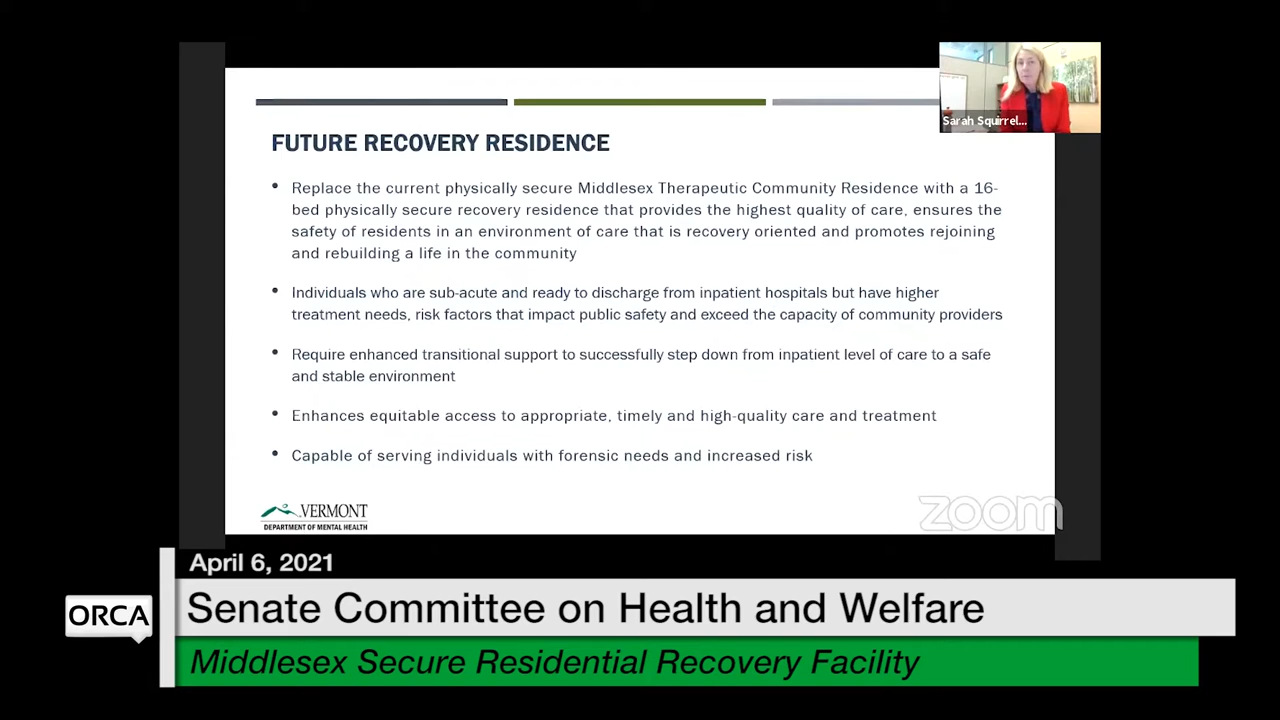 Sarah Squirrel...
FUTURE RECOVERY RESIDENCE
• Replace the current physically secure Middlesex Therapeutic Community Residence with a 16-
bed physically secure recovery residence that provides the highest quality of care, ensures the
safety of residents in an environment of care that is recovery oriented and promotes rejoining
and rebuilding a life in the community
• Individuals who are sub-acute and ready to discharge from inpatient hospitals but have higher
treatment needs, risk factors that impact public safety and exceed the capacity of community providers
• Require enhanced transitional support to successfully step down from inpatient level of care to a safe
and stable environment
• Enhances equitable access to appropriate, timely and high-quality care and treatment
• Capable of serving individuals with forensic needs and increased risk
VERMONT
DEPARTMENT OF MENTAL HEALTH
zoom
April 6, 2021
ORCA
Senate Committee on Health and Welfare
Middlesex Secure Residential Recovery Facility